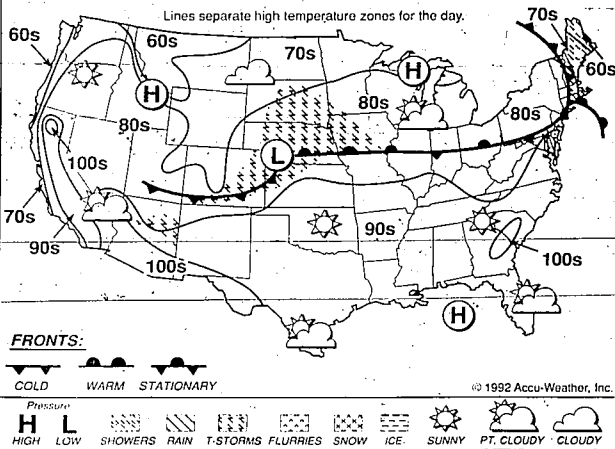 Lines separate high temperature zones for the day.
60s
60s
70s
70s
60s
H
H
80s
80s
80s
100s
L
70s
90s
100s
90s
100s
H
FRONTS:
COLD WARM STATIONARY
© 1992 Accu-Weather, Inc.
Pressure
H L
HIGH LOW SHOWERS RAIN T-STORMS FLURRIES SNOW ICE SUNNY PT. CLOUDY CLOUDY